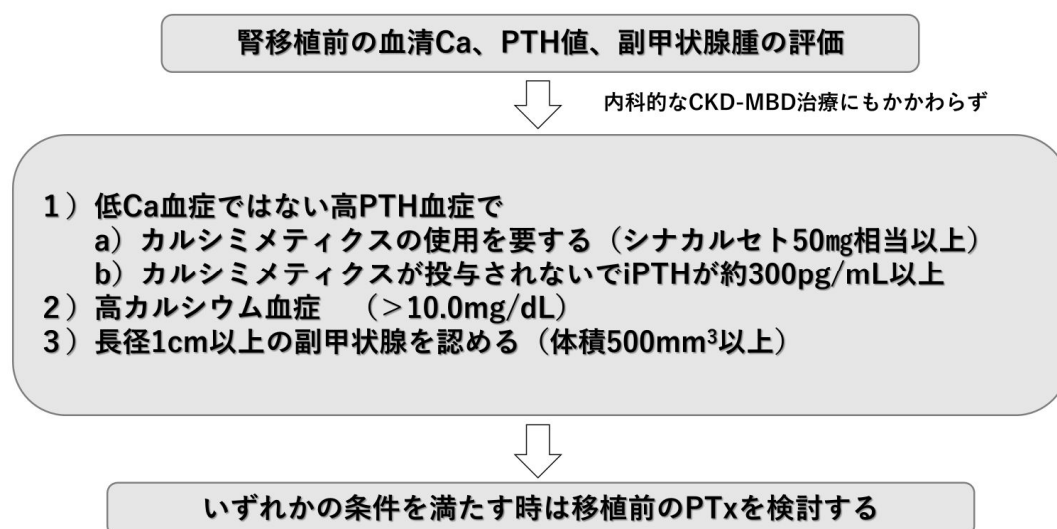 腎移植前の血清Ca、PTH値、副甲状腺腫の評価
内科的なCKD-MBD治療にもかかわらず
1）低Ca血症ではない高PTH血症で
a）カルシミメティクスの使用を要する（シナカルセト50㎎相当以上）
b）カルシミメティクスが投与されないでiPTHが約300pg/mL以上
2）高カルシウム血症　（＞10.0mg/dL）
3）長径1cm以上の副甲状腺を認める（体積500mm³以上）
いずれかの条件を満たす時は移植前のPTxを検討する